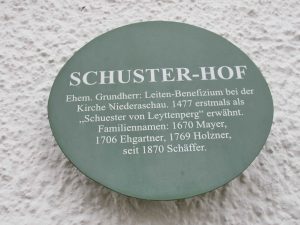 SCHUSTER-HOF
Ehem. Grundherr: Leiten-Benefizium bei der
Kirche Niederaschau. 1477 erstmals als
„Schuester von Leyttenperg“ erwähnt.
Familiennamen: 1670 Mayer,
1706 Ehgartner, 1769 Holzner,
seit 1870 Schäffer.